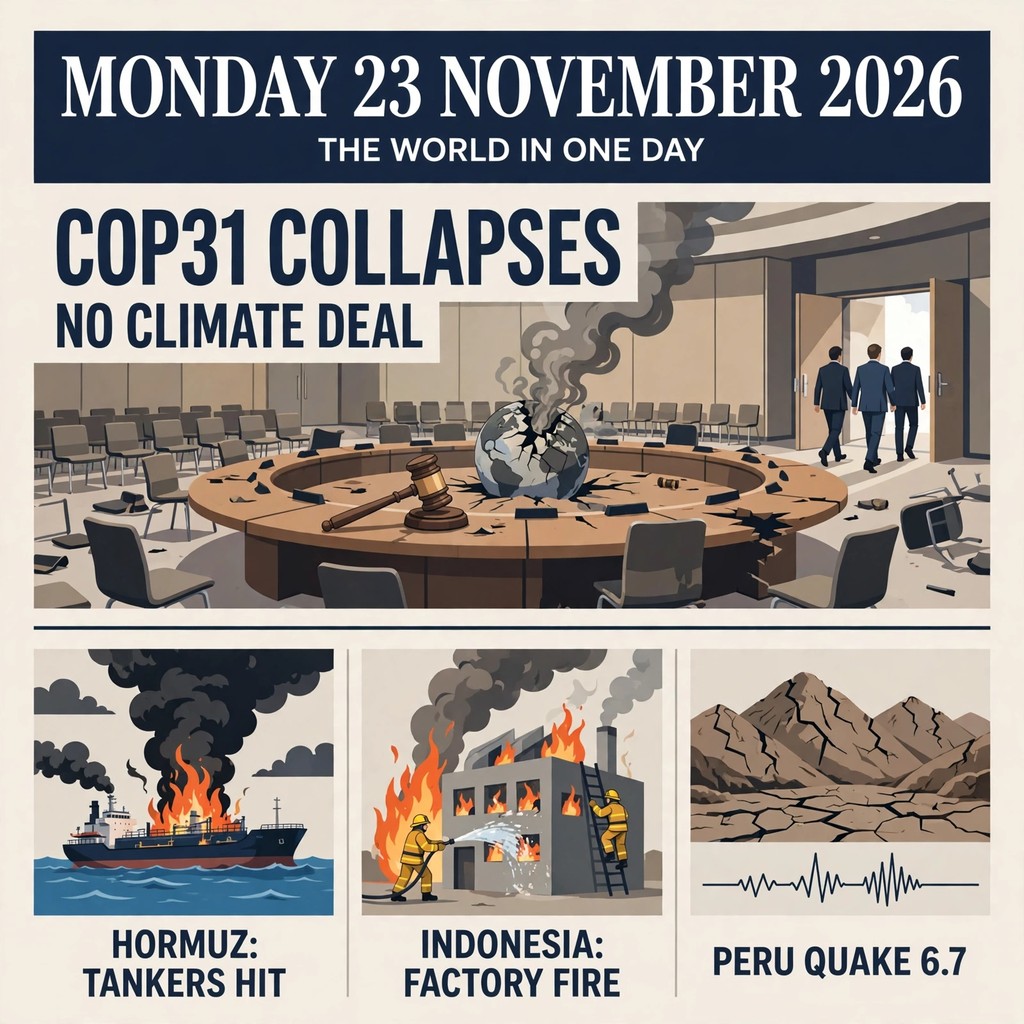 MONDAY 23 NOVEMBER 2026
THE WORLD IN ONE DAY
COP31 COLLAPSES
NO CLIMATE DEAL
HORMUZ:
TANKERS HIT
INDONESIA:
FACTORY FIRE
PERU QUAKE 6.7